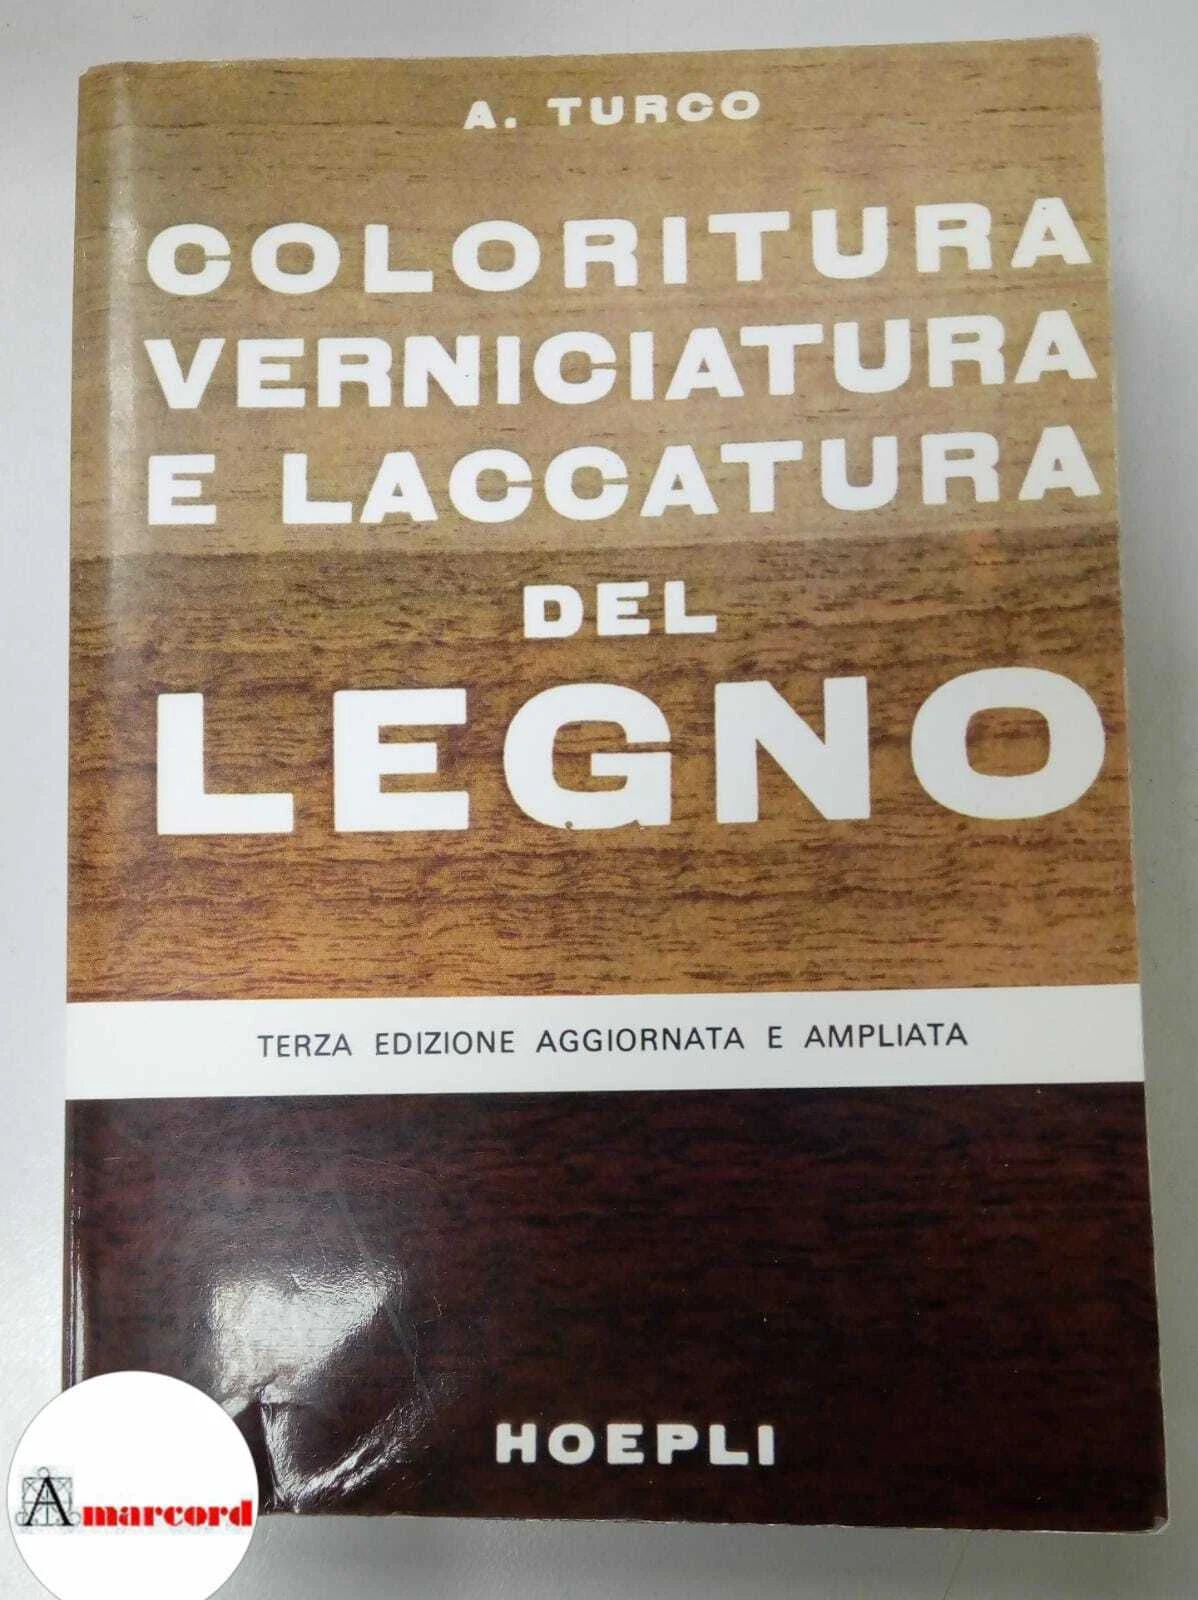 A. TURCO
COLORITURA
VERNICIATURA
E LACCATURA
DEL
LEGNO
TERZA EDIZIONE AGGIORNATA E AMPLIATA
HOEPLI
Amarcord